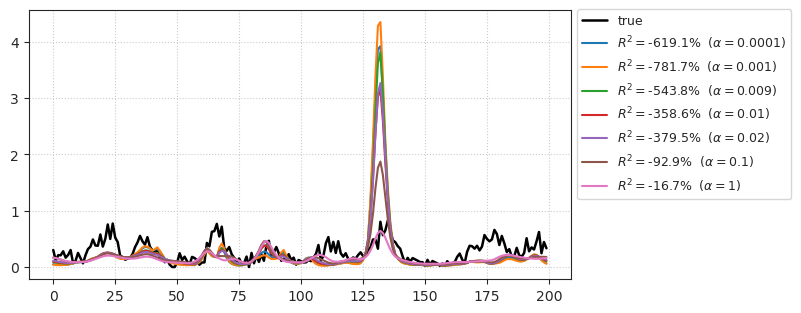 true
R² = -619.1% (α = 0.0001)
R² = -781.7% (α = 0.001)
R² = -543.8% (α = 0.009)
R² = -358.6% (α = 0.01)
R² = -379.5% (α = 0.02)
R² = -92.9% (α = 0.1)
R² = -16.7% (α = 1)
4
3
2
1
0
0 25 50 75 100 125 150 175 200